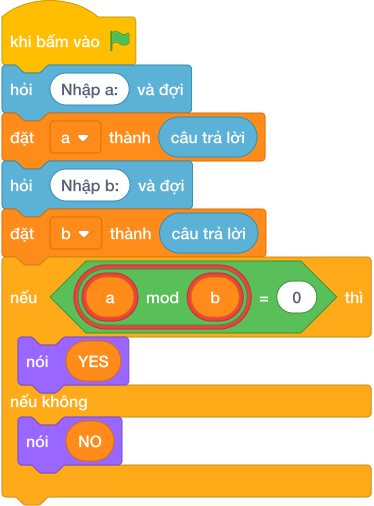 khi bấm vào
hỏi Nhập a: và đợi
đặt a thành câu trả lời
hỏi Nhập b: và đợi
đặt b thành câu trả lời
nếu a mod b = 0 thì
nói YES
nếu không
nói NO